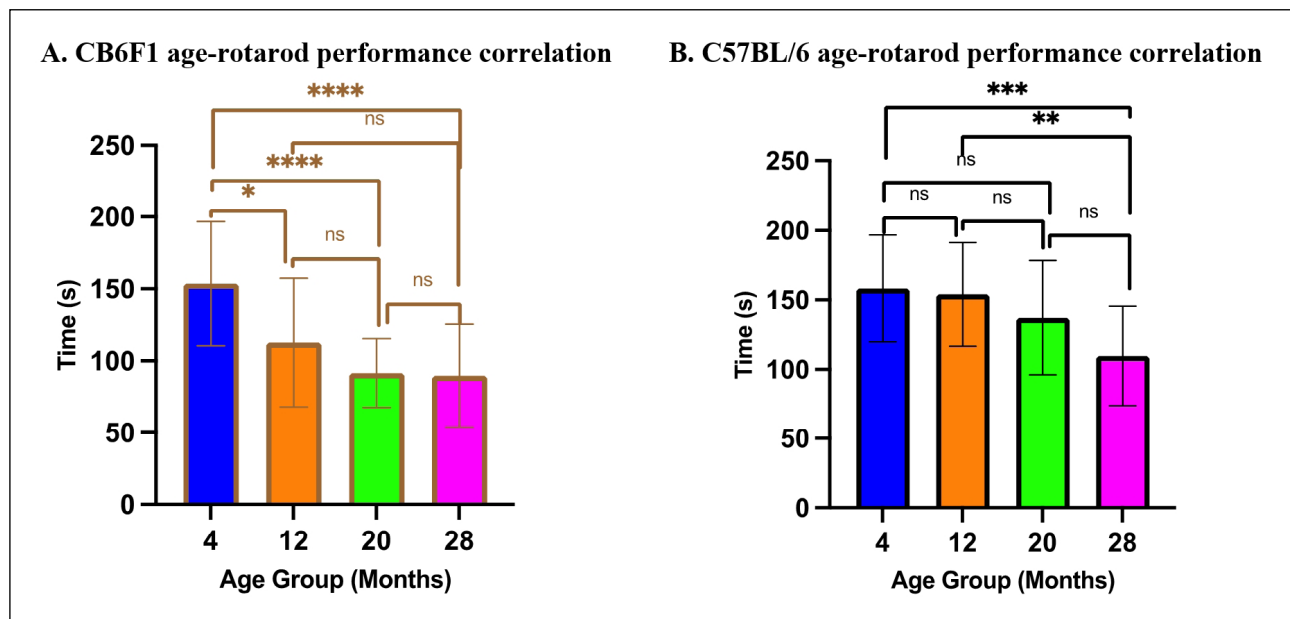 A. CB6F1 age-rotarod performance correlation
****
ns
****
*
ns
ns
250
200
150
100
50
0
Time (s)
4 12 20 28
Age Group (Months)
B. C57BL/6 age-rotarod performance correlation
***
**
ns
ns
ns
ns
250
200
150
100
50
0
Time (s)
4 12 20 28
Age Group (Months)